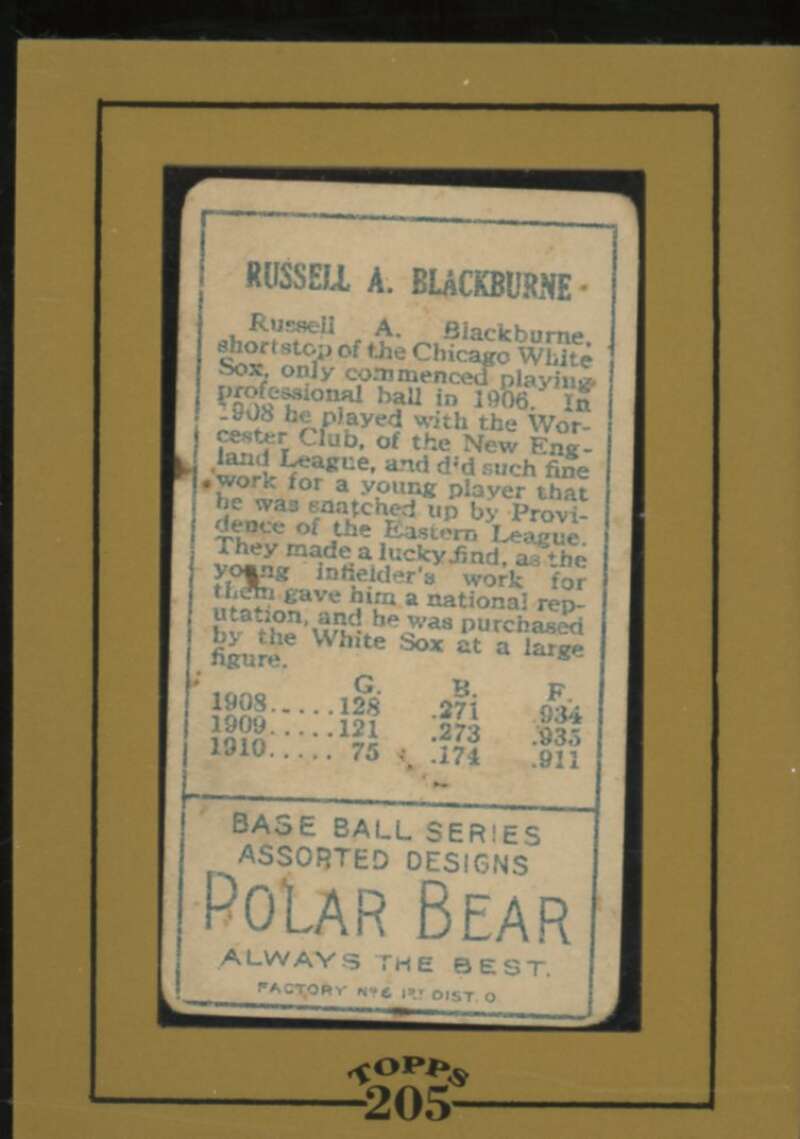 RUSSELL A. BLACKBURNE
Russell A. Blackburne,
shortstop of the Chicago White
Sox, only commenced playing
professional ball in 1906. In
1908 he played with the Wor-
cester Club, of the New Eng-
land League, and did such fine
work for a young player that
he was snatched up by Provi-
dence of the Eastern League.
They made a lucky find, as the
young infielder's work for
them gave him a national rep-
utation, and he was purchased
by the White Sox at a large
figure.
G. B. F.
1908.....128 .271 .934
1909.....121 .273 .935
1910..... 75 .174 .911
BASE BALL SERIES
ASSORTED DESIGNS
POLAR BEAR
ALWAYS THE BEST.
FACTORY Nº 6 1ST DIST. O
TOPPS
205